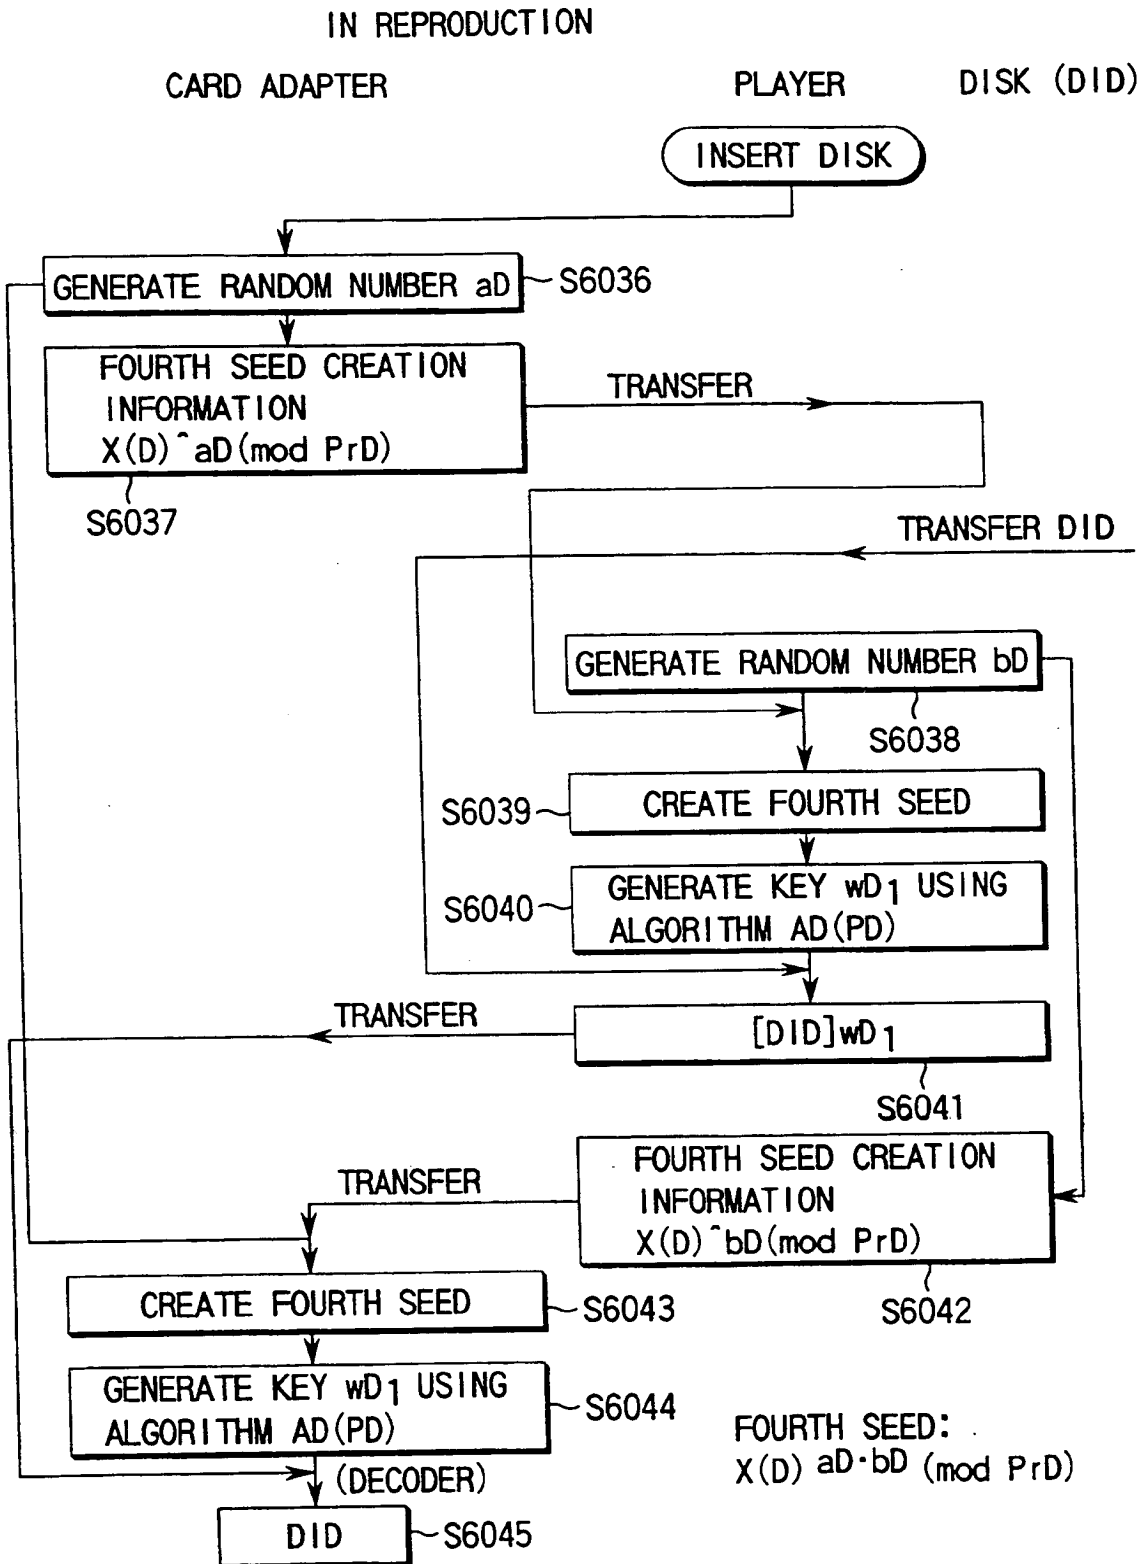 IN REPRODUCTION
CARD ADAPTER
PLAYER
DISK (DID)
INSERT DISK
GENERATE RANDOM NUMBER aD
S6036
FOURTH SEED CREATION
INFORMATION
X(D)^aD(mod PrD)
TRANSFER
S6037
TRANSFER DID
GENERATE RANDOM NUMBER bD
S6038
S6039
CREATE FOURTH SEED
S6040
GENERATE KEY wD1 USING
ALGORITHM AD(PD)
TRANSFER
[DID]wD1
S6041
FOURTH SEED CREATION
INFORMATION
X(D)^bD(mod PrD)
TRANSFER
S6042
CREATE FOURTH SEED
S6043
GENERATE KEY wD1 USING
ALGORITHM AD(PD)
S6044
FOURTH SEED:
X(D) aD·bD (mod PrD)
(DECODER)
DID
S6045